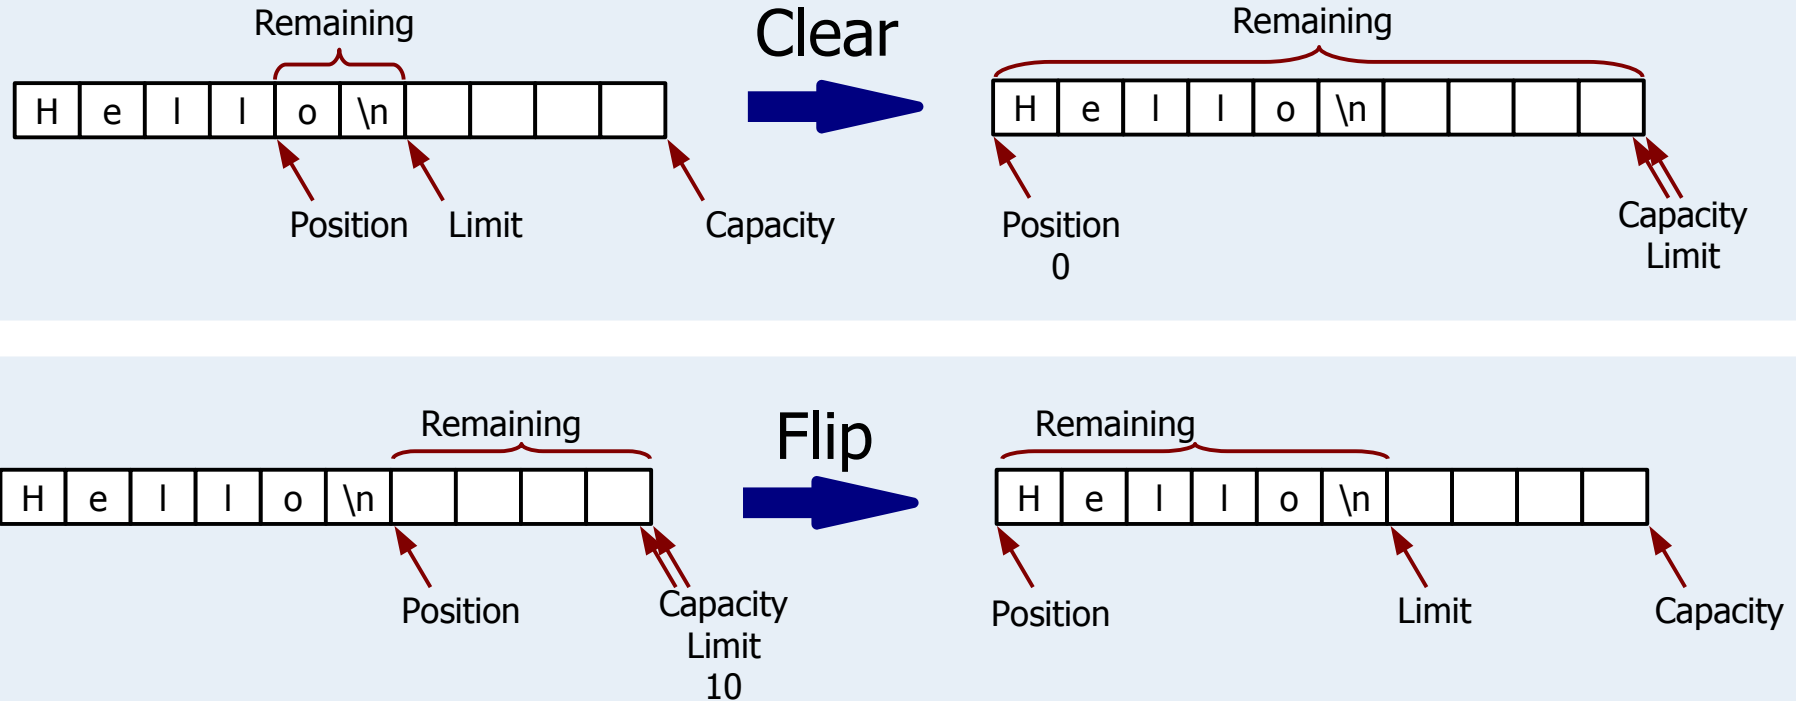 Remaining
Clear
Remaining
H e l l o \n
H e l l o \n
Position Limit Capacity
Position
0
Capacity
Limit
Remaining
Flip
Remaining
H e l l o \n
H e l l o \n
Position
Capacity
Limit
10
Position Limit Capacity